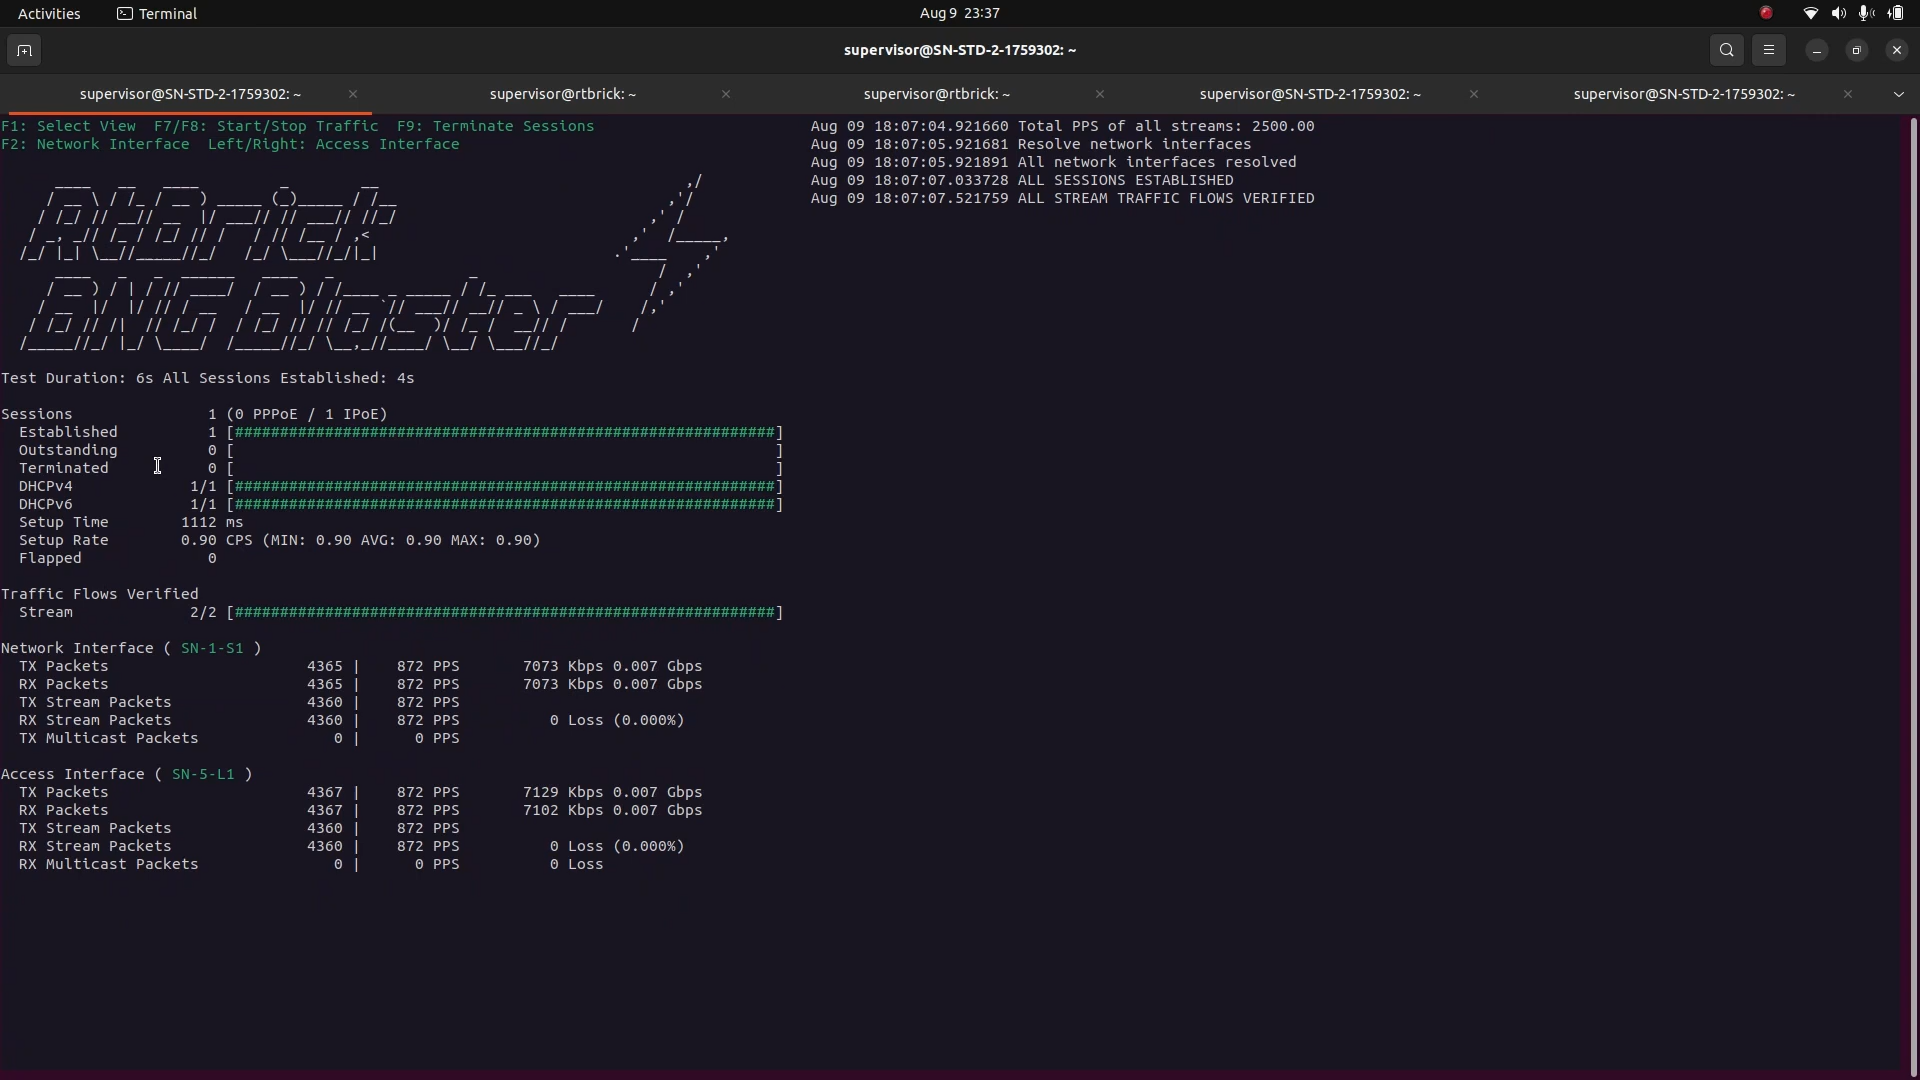 Activities Terminal Aug 9 23:37
supervisor@SN-STD-2-1759302: ~
supervisor@SN-STD-2-1759302: ~ supervisor@rtbrick: ~ supervisor@rtbrick: ~ supervisor@SN-STD-2-1759302: ~ supervisor@SN-STD-2-1759302: ~
F1: Select View F7/F8: Start/Stop Traffic F9: Terminate Sessions
F2: Network Interface Left/Right: Access Interface
RtBrick
BNG Blaster
Test Duration: 6s All Sessions Established: 4s
Sessions 1 (0 PPPoE / 1 IPoE)
Established 1 [############################################################]
Outstanding 0 [ ]
Terminated 0 [ ]
DHCPv4 1/1 [############################################################]
DHCPv6 1/1 [############################################################]
Setup Time 1112 ms
Setup Rate 0.90 CPS (MIN: 0.90 AVG: 0.90 MAX: 0.90)
Flapped 0
Traffic Flows Verified
Stream 2/2 [############################################################]
Network Interface ( SN-1-S1 )
TX Packets 4365 | 872 PPS 7073 Kbps 0.007 Gbps
RX Packets 4365 | 872 PPS 7073 Kbps 0.007 Gbps
TX Stream Packets 4360 | 872 PPS
RX Stream Packets 4360 | 872 PPS 0 Loss (0.000%)
TX Multicast Packets 0 | 0 PPS
Access Interface ( SN-5-L1 )
TX Packets 4367 | 872 PPS 7129 Kbps 0.007 Gbps
RX Packets 4367 | 872 PPS 7102 Kbps 0.007 Gbps
TX Stream Packets 4360 | 872 PPS
RX Stream Packets 4360 | 872 PPS 0 Loss (0.000%)
RX Multicast Packets 0 | 0 PPS 0 Loss
Aug 09 18:07:04.921660 Total PPS of all streams: 2500.00
Aug 09 18:07:05.921681 Resolve network interfaces
Aug 09 18:07:05.921891 All network interfaces resolved
Aug 09 18:07:07.033728 ALL SESSIONS ESTABLISHED
Aug 09 18:07:07.521759 ALL STREAM TRAFFIC FLOWS VERIFIED